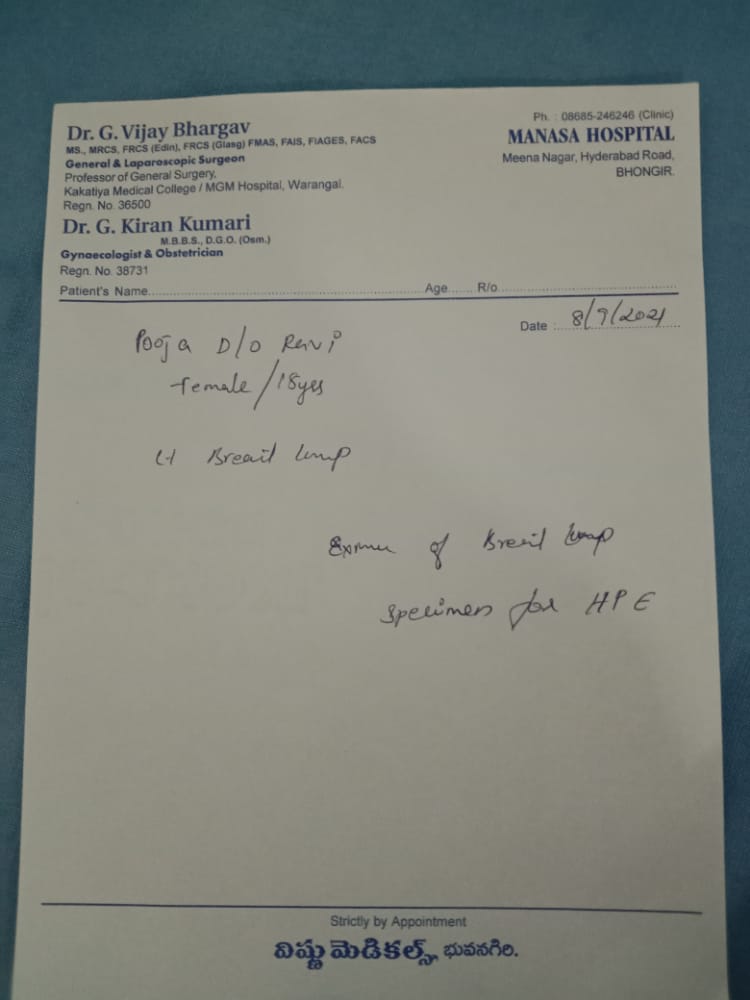 Dr. G. Vijay Bhargav
MS., MRCS, FRCS (Edin), FRCS (Glasg) FMAS, FAIS, FIAGES, FACS
General & Laparoscopic Surgeon
Professor of General Surgery,
Kakatiya Medical College / MGM Hospital, Warangal.
Regn. No. 36500
Dr. G. Kiran Kumari
M.B.B.S., D.G.O. (Osm.)
Gynaecologist & Obstetrician
Regn. No. 38731
Ph. : 08685-246246 (Clinic)
MANASA HOSPITAL
Meena Nagar, Hyderabad Road,
BHONGIR.
Patient's Name.......... Age...... R/o..........
Date : 8/9/2021
Pooja D/o Ravi
Female/18yes
Lt Breast lump
of Breast lump
Specimen for HPE
Strictly by Appointment
విష్ణు మెడికల్స్, భువనగిరి.